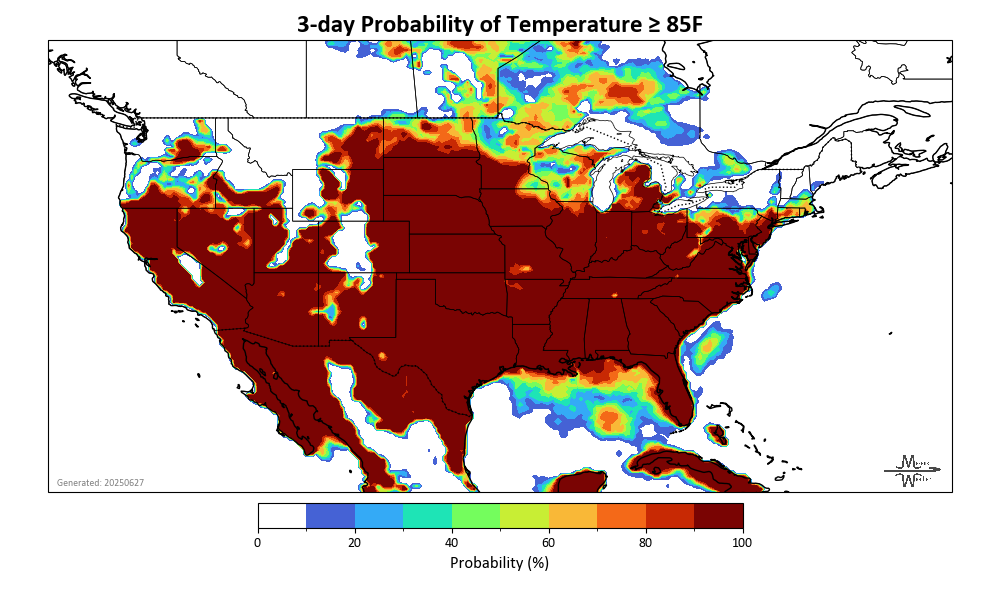 3-day Probability of Temperature ≥ 85F
Generated: 20250627
0 20 40 60 80 100
Probability (%)